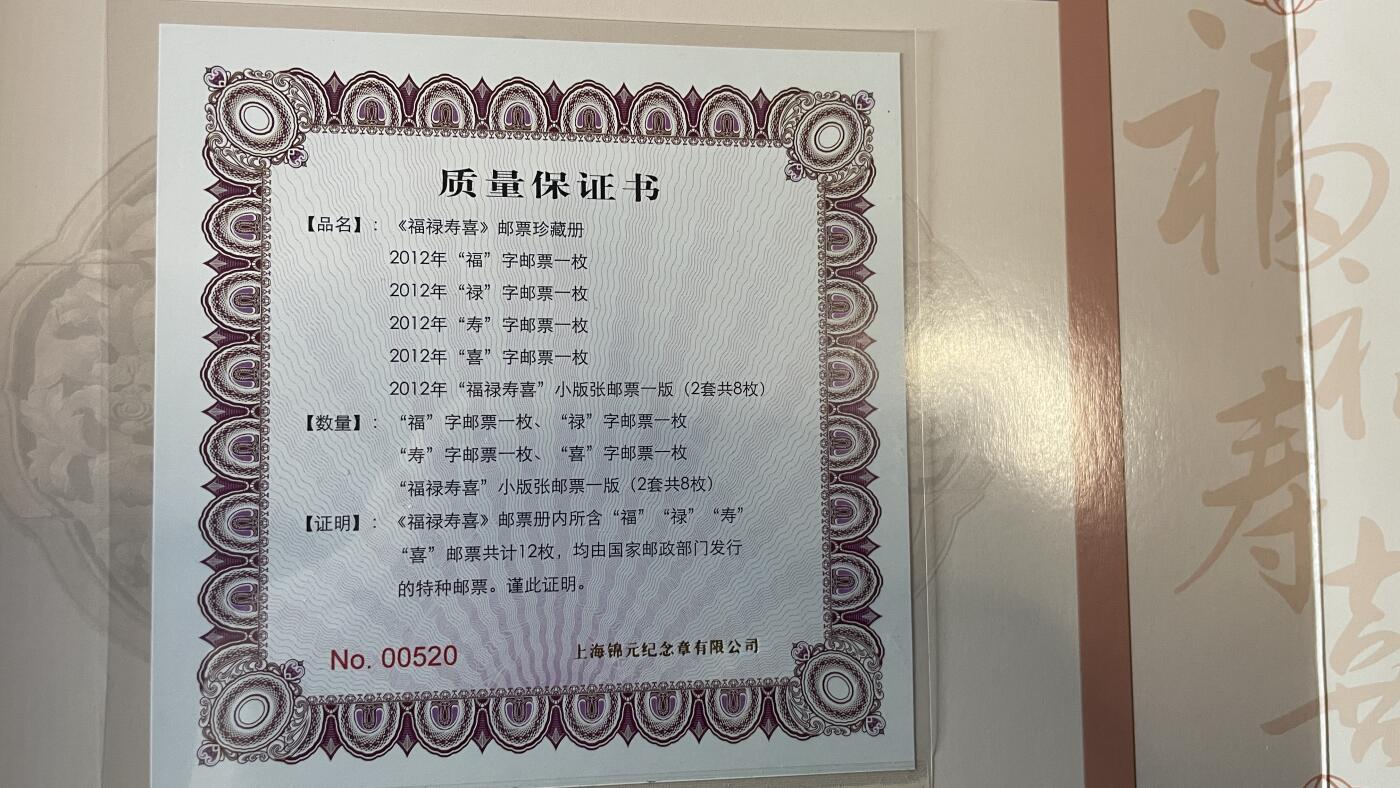 质量保证书
【品名】：《福禄寿喜》邮票珍藏册
2012年“福”字邮票一枚
2012年“禄”字邮票一枚
2012年“寿”字邮票一枚
2012年“喜”字邮票一枚
2012年“福禄寿喜”小版张邮票一版（2套共8枚）
【数量】：“福”字邮票一枚、“禄”字邮票一枚
“寿”字邮票一枚、“喜”字邮票一枚
“福禄寿喜”小版张邮票一版（2套共8枚）
【证明】：《福禄寿喜》邮票册内所含“福”“禄”“寿”
“喜”邮票共计12枚，均由国家邮政部门发行
的特种邮票。谨此证明。
No. 00520
上海锦元纪念章有限公司
福
禄
寿
喜